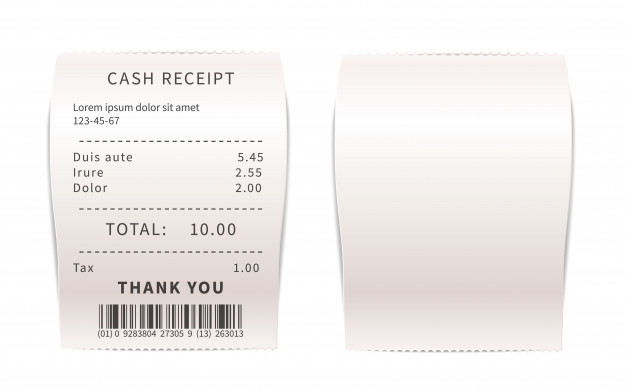 CASH RECEIPT
Lorem ipsum dolor sit amet
123-45-67
Duis aute 5.45
Irure 2.55
Dolor 2.00
TOTAL: 10.00
Tax 1.00
THANK YOU
(01) 0 9283804 27305 9 (13) 263013